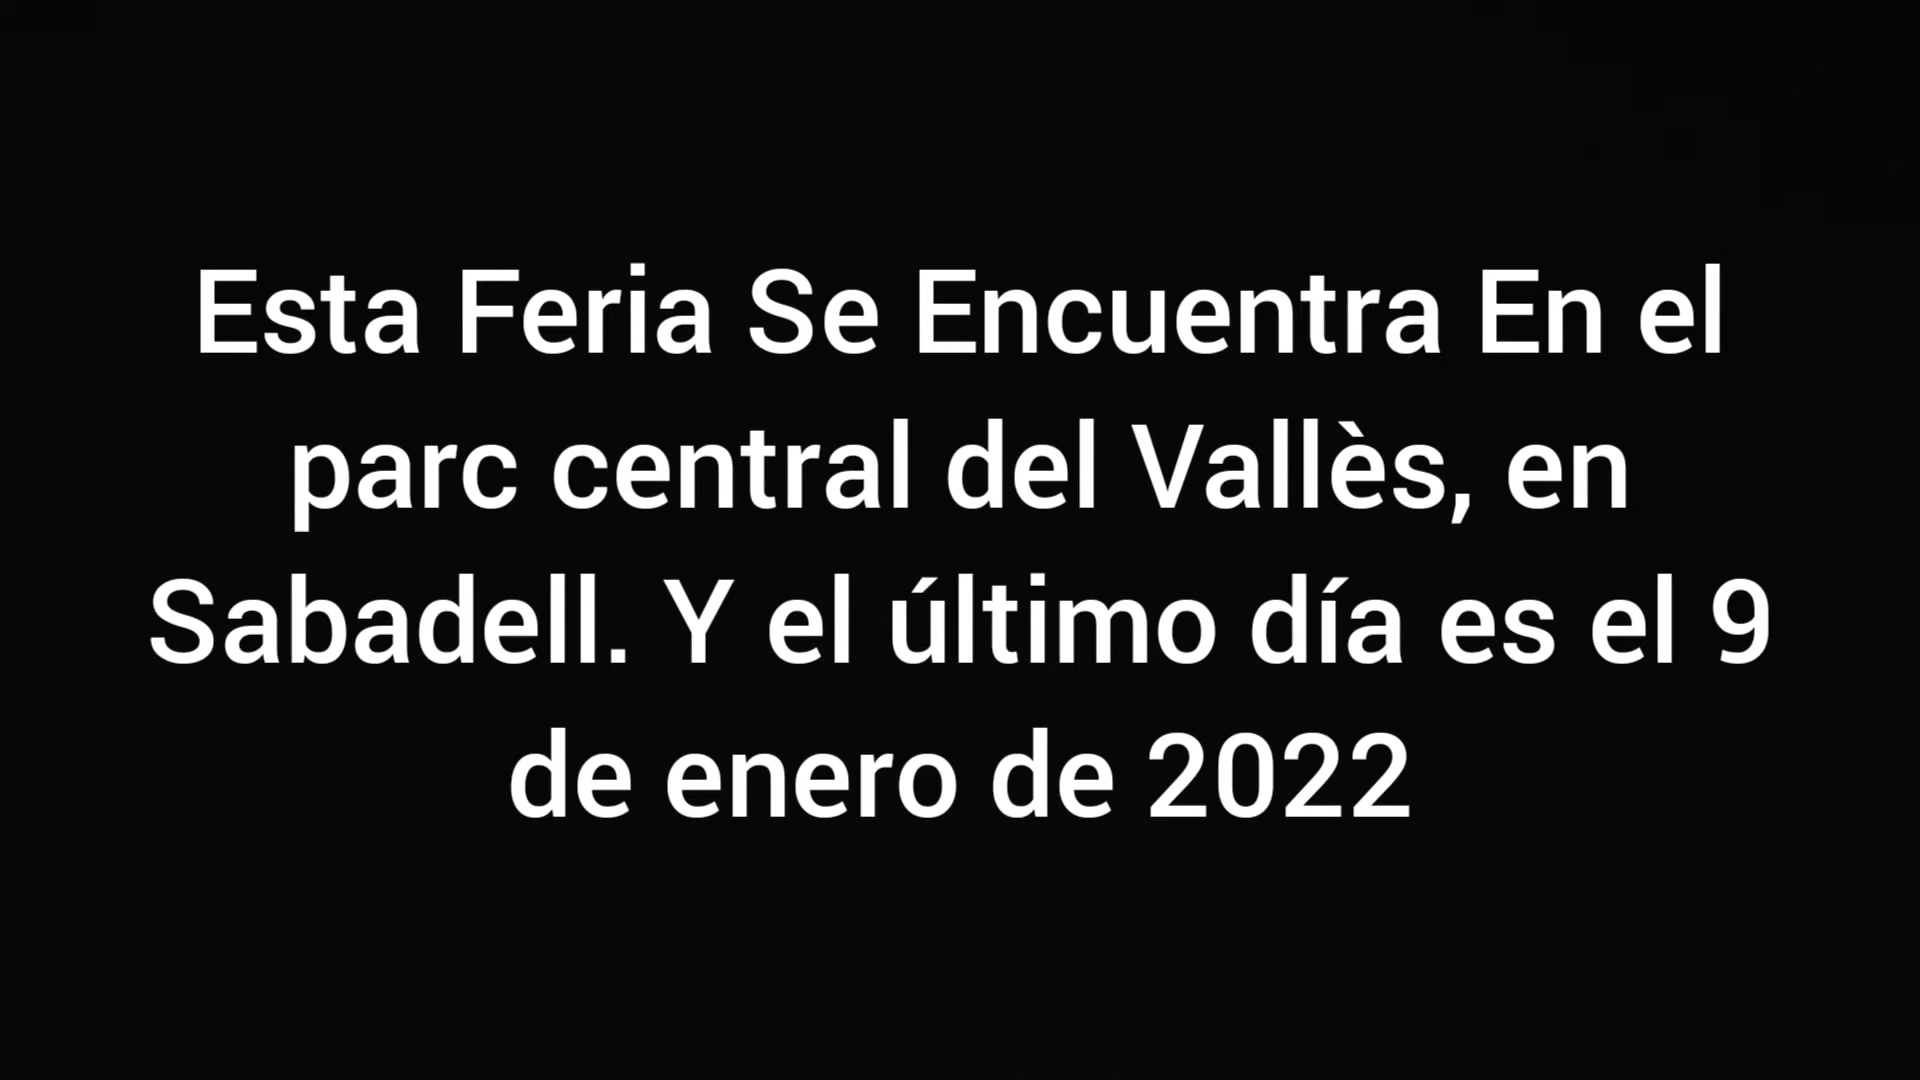 Esta Feria Se Encuentra En el
parc central del Vallès, en
Sabadell. Y el último día es el 9
de enero de 2022